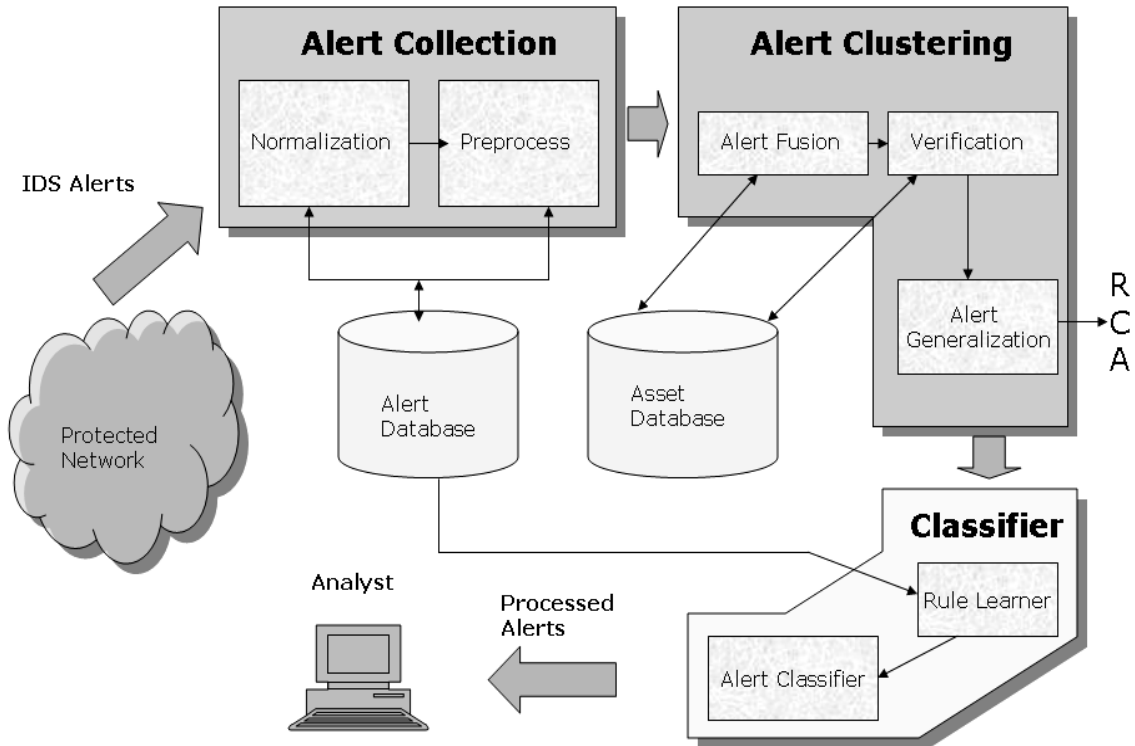 Alert Collection
Normalization
Preprocess
Alert Clustering
Alert Fusion
Verification
IDS Alerts
Alert
Generalization
R
C
A
Protected
Network
Alert
Database
Asset
Database
Classifier
Rule Learner
Alert Classifier
Processed
Alerts
Analyst